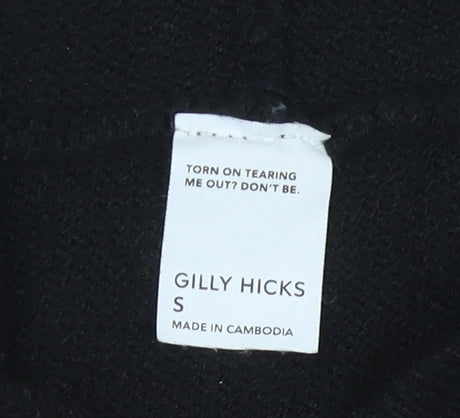 TORN ON TEARING
ME OUT? DON'T BE.
GILLY HICKS
S
MADE IN CAMBODIA